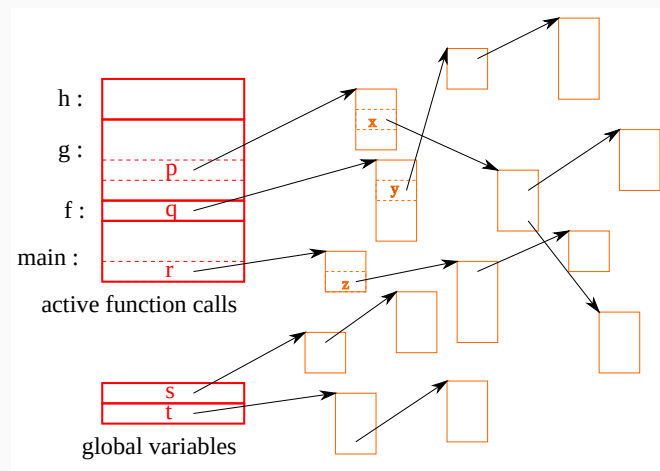 h :
g :
p
x
y
f :
q
main :
r
z
active function calls
s
t
global variables